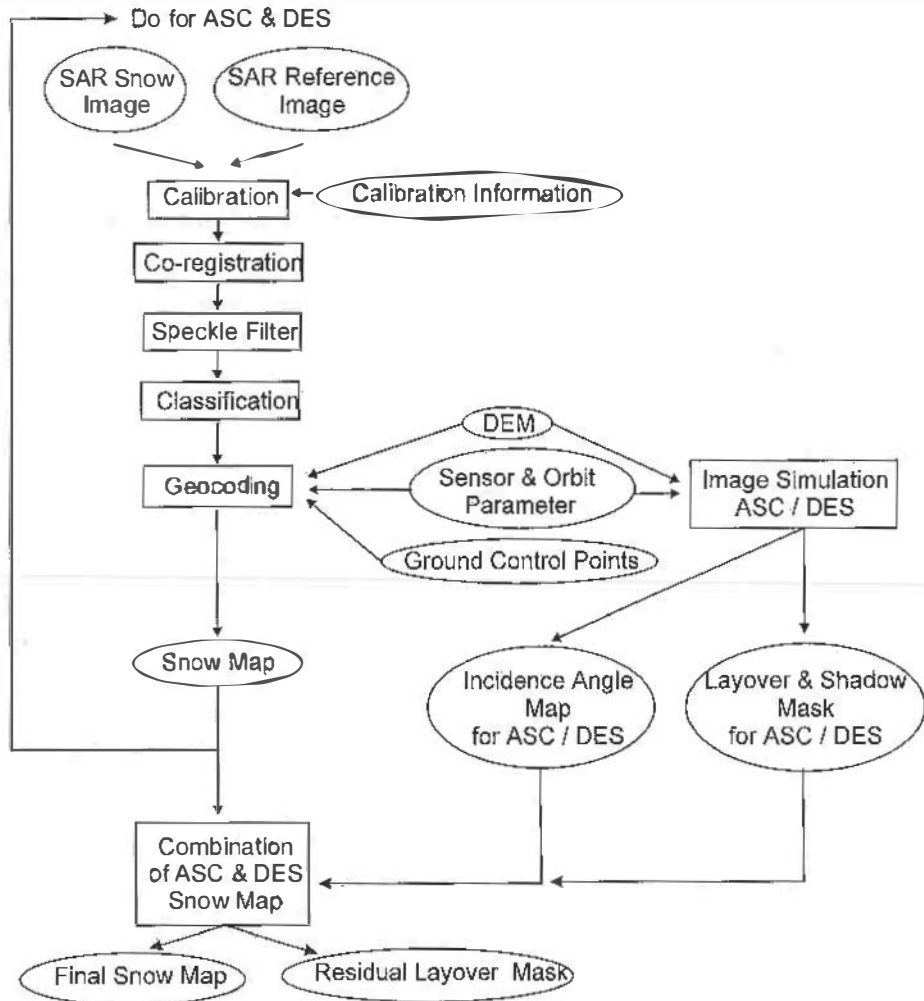 Do for ASC & DES
SAR Snow
Image
SAR Reference
Image
Calibration
Calibration Information
Co-registration
Speckle Filter
Classification
DEM
Geocoding
Sensor & Orbit
Parameter
Image Simulation
ASC / DES
Ground Control Points
Snow Map
Incidence Angle
Map
for ASC / DES
Layover & Shadow
Mask
for ASC / DES
Combination
of ASC & DES
Snow Map
Final Snow Map
Residual Layover Mask